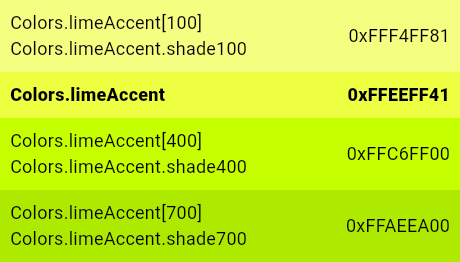 Colors.limeAccent[100]
Colors.limeAccent.shade100
0xFFF4FF81
Colors.limeAccent
0xFFEEFF41
Colors.limeAccent[400]
Colors.limeAccent.shade400
0xFFC6FF00
Colors.limeAccent[700]
Colors.limeAccent.shade700
0xFFAEEA00